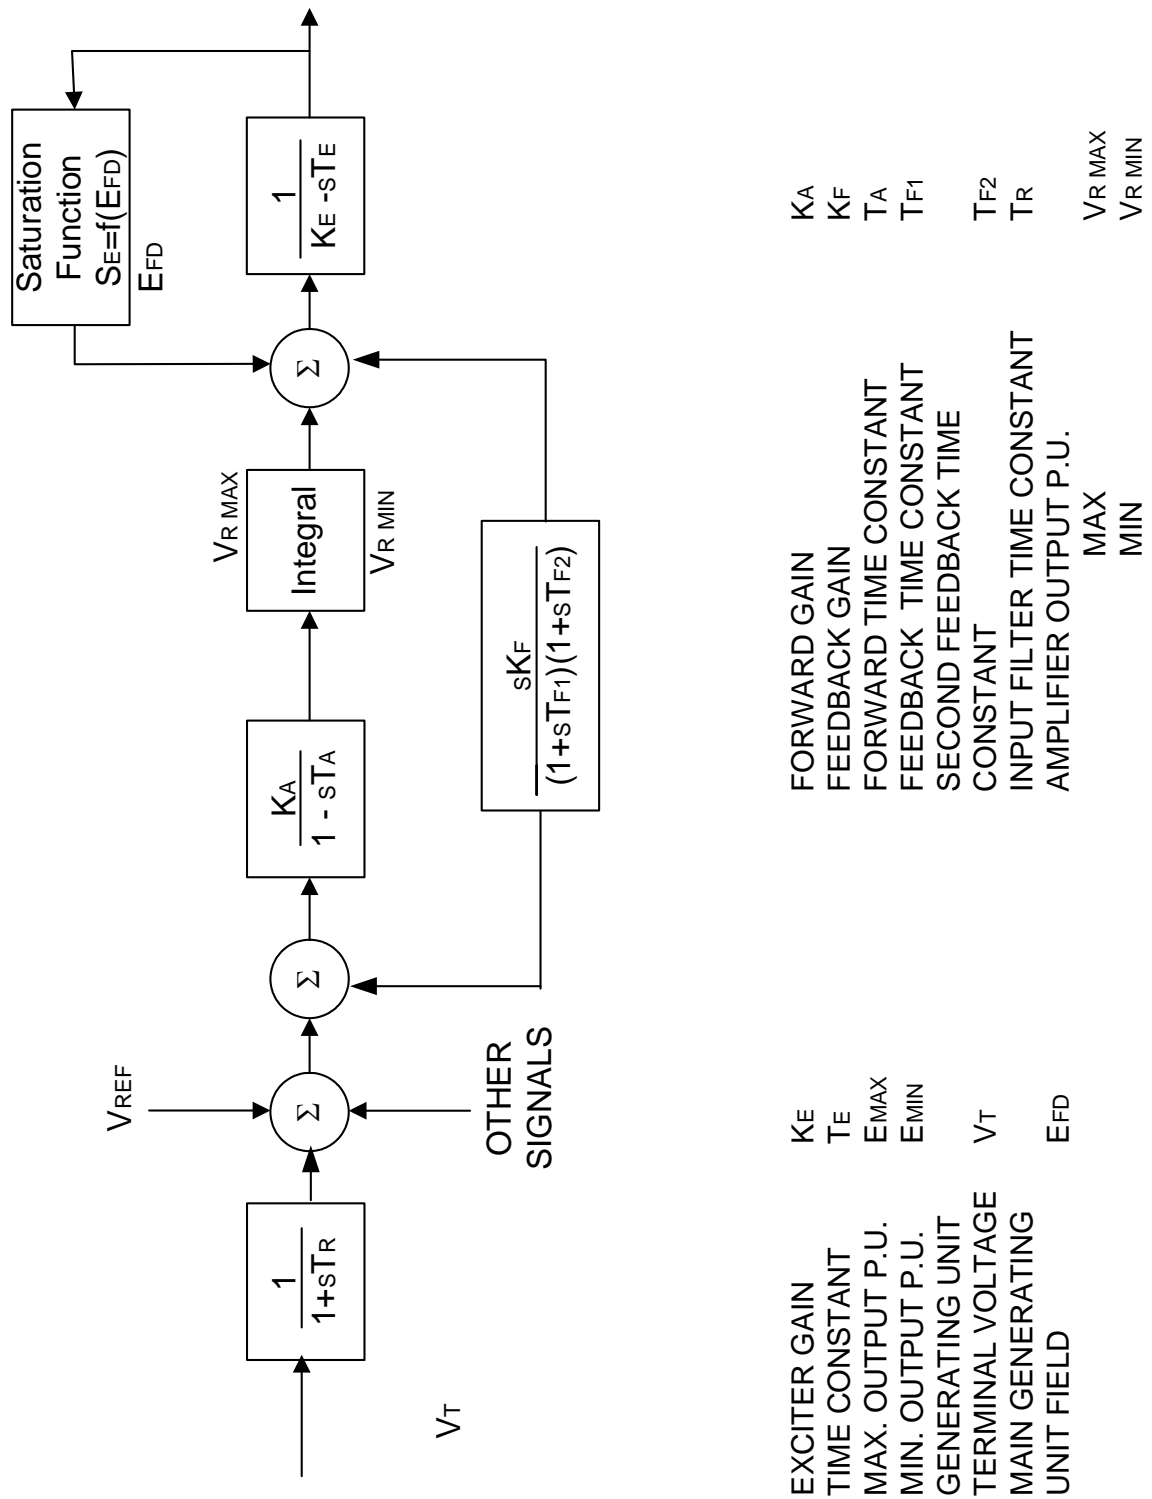 Saturation
Function
SE=f(EFD)
EFD
1
KE -sTE
Σ
VR MAX
Integral
VR MIN
sKF
(1+sTF1)(1+sTF2)
KA
1 - sTA
Σ
VREF
Σ
OTHER
SIGNALS
1
1+sTR
VT
EXCITER GAIN KE
TIME CONSTANT TE
MAX. OUTPUT P.U. EMAX
MIN. OUTPUT P.U. EMIN
GENERATING UNIT
TERMINAL VOLTAGE VT
MAIN GENERATING
UNIT FIELD EFD
FORWARD GAIN KA
FEEDBACK GAIN KF
FORWARD TIME CONSTANT TA
FEEDBACK TIME CONSTANT TF1
SECOND FEEDBACK TIME
CONSTANT TF2
INPUT FILTER TIME CONSTANT TR
AMPLIFIER OUTPUT P.U.
MAX VR MAX
MIN VR MIN